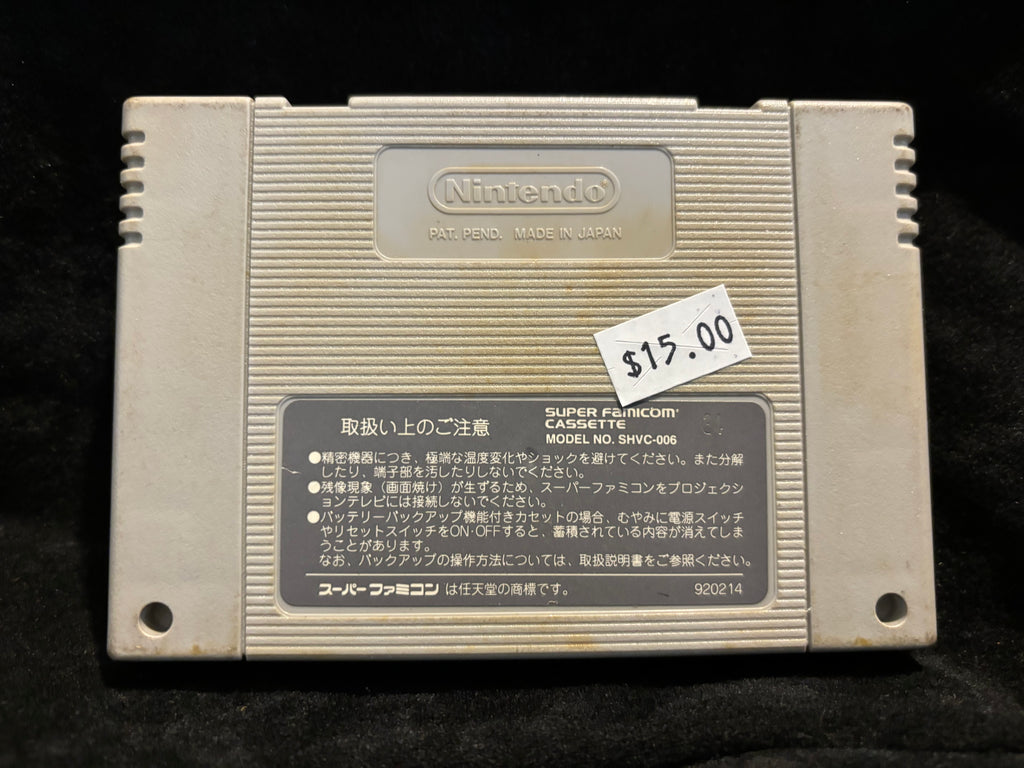 Nintendo
PAT. PEND. MADE IN JAPAN
$15.00
取扱い上のご注意
SUPER Famicom
CASSETTE
MODEL NO. SHVC-006
●精密機器につき、極端な温度変化やショックを避けてください。また分解
したり、端子部を汚したりしないでください。
●残像現象（画面焼け）が生ずるため、スーパーファミコンをプロジェクシ
ョンテレビには接続しないでください。
●バッテリーバックアップ機能付きカセットの場合、むやみに電源スイッチ
やリセットスイッチをON·OFFすると、蓄積されている内容が消えてしま
うことがあります。
なお、バックアップの操作方法については、取扱説明書をご参照ください。
スーパーファミコン は任天堂の商標です。
920214